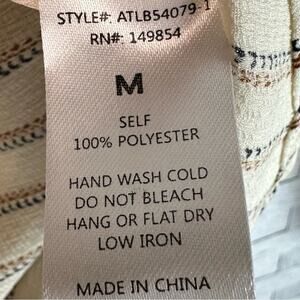 STYLE#: ATLB54079-1
RN#: 149854
M
SELF
100% POLYESTER
HAND WASH COLD
DO NOT BLEACH
HANG OR FLAT DRY
LOW IRON
MADE IN CHINA